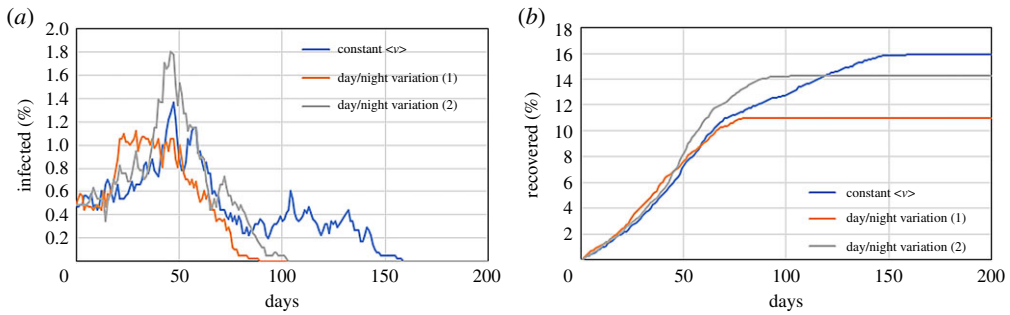 (a)
2.0
1.8
1.6
1.4
1.2
1.0
0.8
0.6
0.4
0.2
0
50
100
150
200
infected (%)
days
constant <v>
day/night variation (1)
day/night variation (2)
(b)
18
16
14
12
10
8
6
4
2
0
50
100
150
200
recovered (%)
days
constant <v>
day/night variation (1)
day/night variation (2)